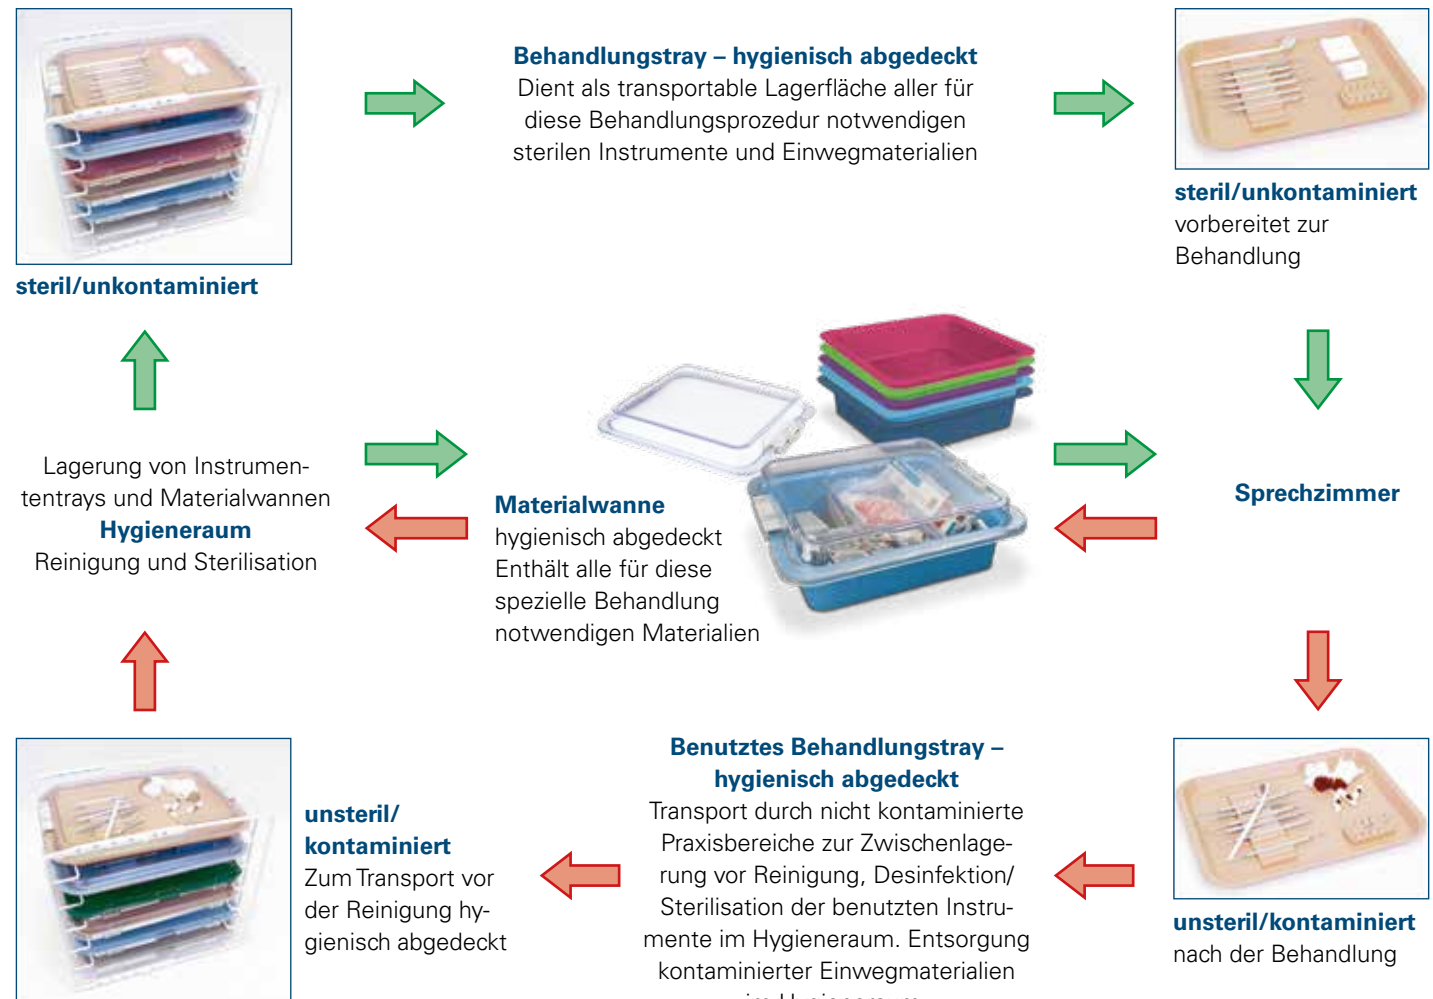 Behandlungstray – hygienisch abgedeckt
Dient als transportable Lagerfläche aller für
diese Behandlungsprozedur notwendigen
sterilen Instrumente und Einwegmaterialien
steril/unkontaminiert
vorbereitet zur
Behandlung
steril/unkontaminiert
Lagerung von Instrumen-
tentrays und Materialwannen
Hygieneraum
Reinigung und Sterilisation
Materialwanne
hygienisch abgedeckt
Enthält alle für diese
spezielle Behandlung
notwendigen Materialien
Sprechzimmer
unsteril/
kontaminiert
Zum Transport vor
der Reinigung hy-
gienisch abgedeckt
Benutztes Behandlungstray –
hygienisch abgedeckt
Transport durch nicht kontaminierte
Praxisbereiche zur Zwischenlage-
rung vor Reinigung, Desinfektion/
Sterilisation der benutzten Instru-
mente im Hygieneraum. Entsorgung
kontaminierter Einwegmaterialien
im Hygieneraum
unsteril/kontaminiert
nach der Behandlung